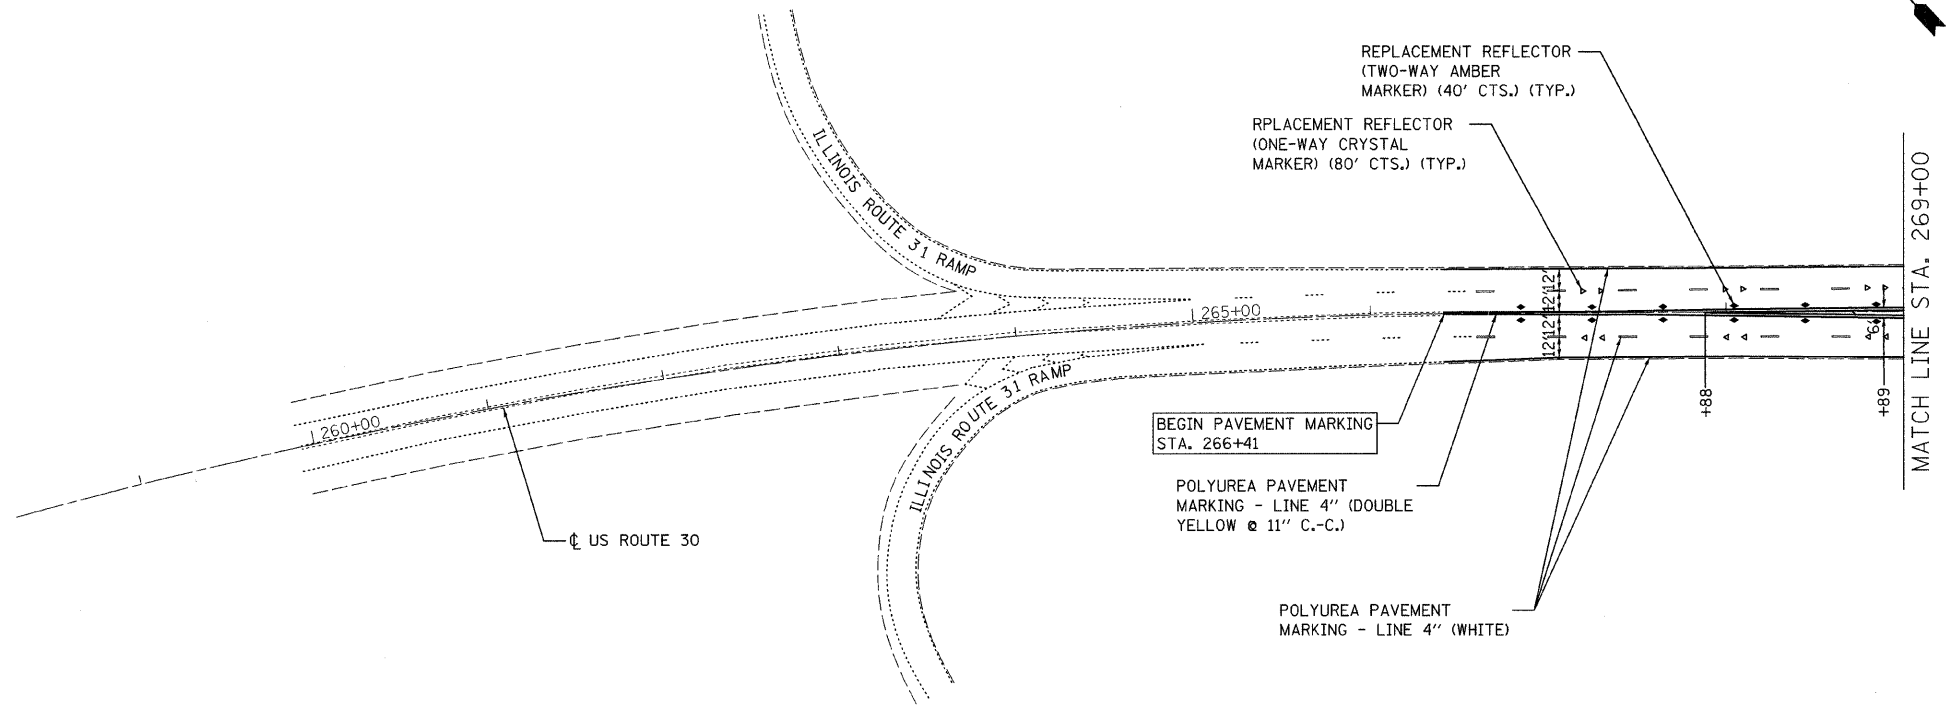 REPLACEMENT REFLECTOR
(TWO-WAY AMBER
MARKER) (40' CTS.) (TYP.)
RPLACEMENT REFLECTOR
(ONE-WAY CRYSTAL
MARKER) (80' CTS.) (TYP.)
ILLINOIS ROUTE 31 RAMP
MATCH LINE STA. 269+00
12'
12'
12'
12'
265+00
6'
260+00
ILLINOIS ROUTE 31 RAMP
+88
+89
BEGIN PAVEMENT MARKING
STA. 266+41
POLYUREA PAVEMENT
MARKING - LINE 4" (DOUBLE
YELLOW @ 11" C.-C.)
℄ US ROUTE 30
POLYUREA PAVEMENT
MARKING - LINE 4" (WHITE)